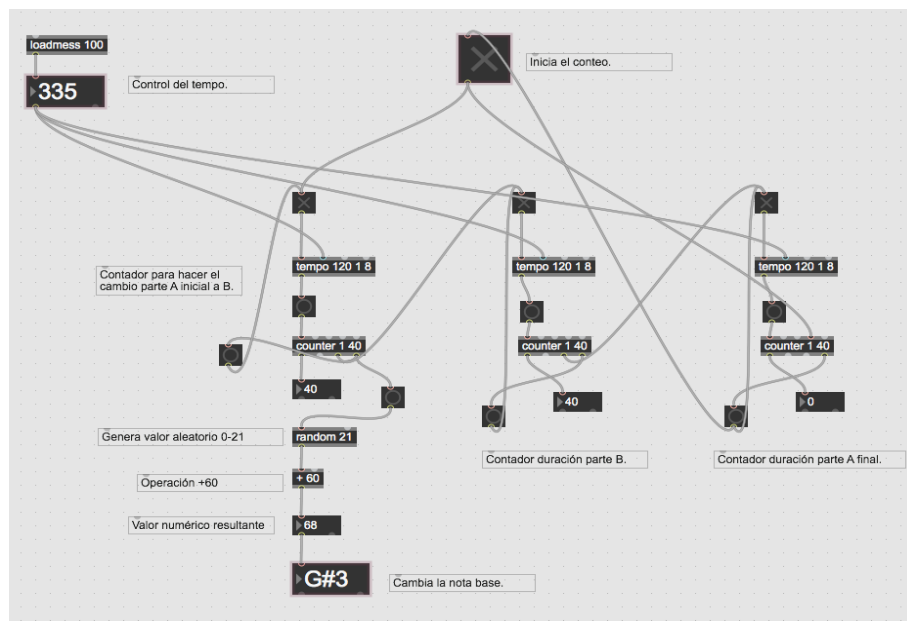 loadmess 100
335
Control del tempo.
Inicia el conteo.
tempo 120 1 8
tempo 120 1 8
tempo 120 1 8
Contador para hacer el
cambio parte A inicial a B.
counter 1 40
counter 1 40
counter 1 40
40
40
0
random 21
Genera valor aleatorio 0-21
Contador duración parte B.
Contador duración parte A final.
+ 60
Operación +60
Valor numérico resultante
68
G#3
Cambia la nota base.